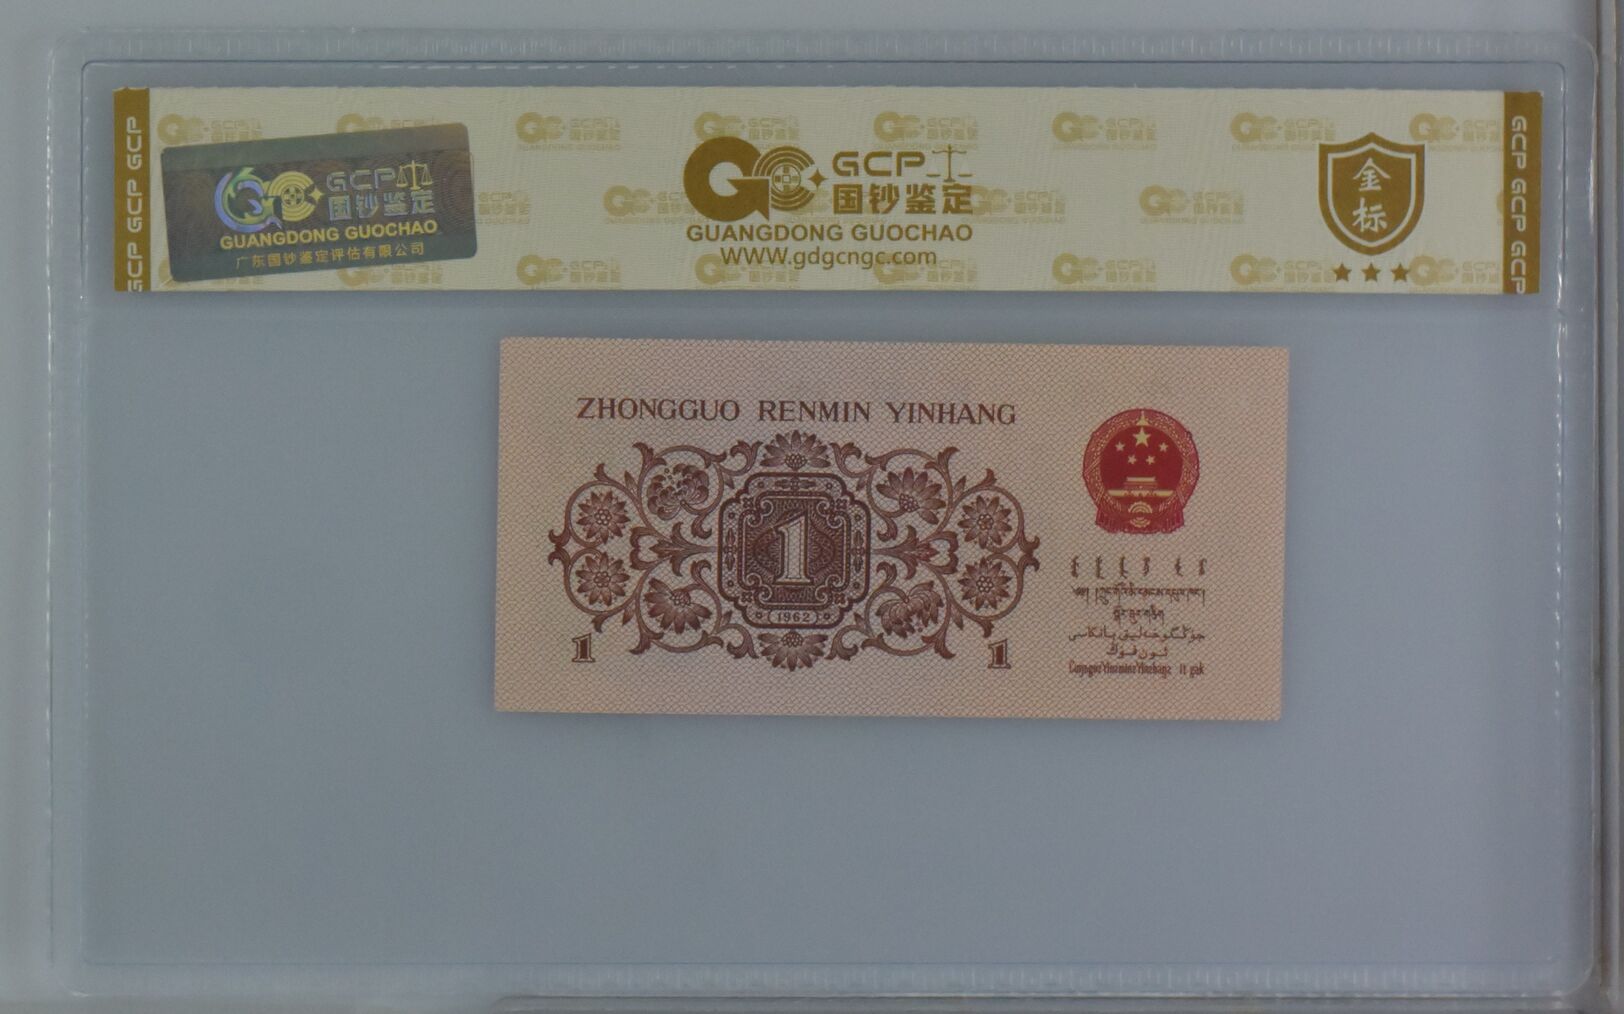 GCP
国钞鉴定
GUANGDONG GUOCHAO
广东国钞鉴定评估有限公司
GCP
国钞鉴定
GUANGDONG GUOCHAO
WWW.gdgcngc.com
金
标
GCP GCP GCP
GCP GCP GCP
ZHONGGUO RENMIN YINHANG
1
(1962)
1
1